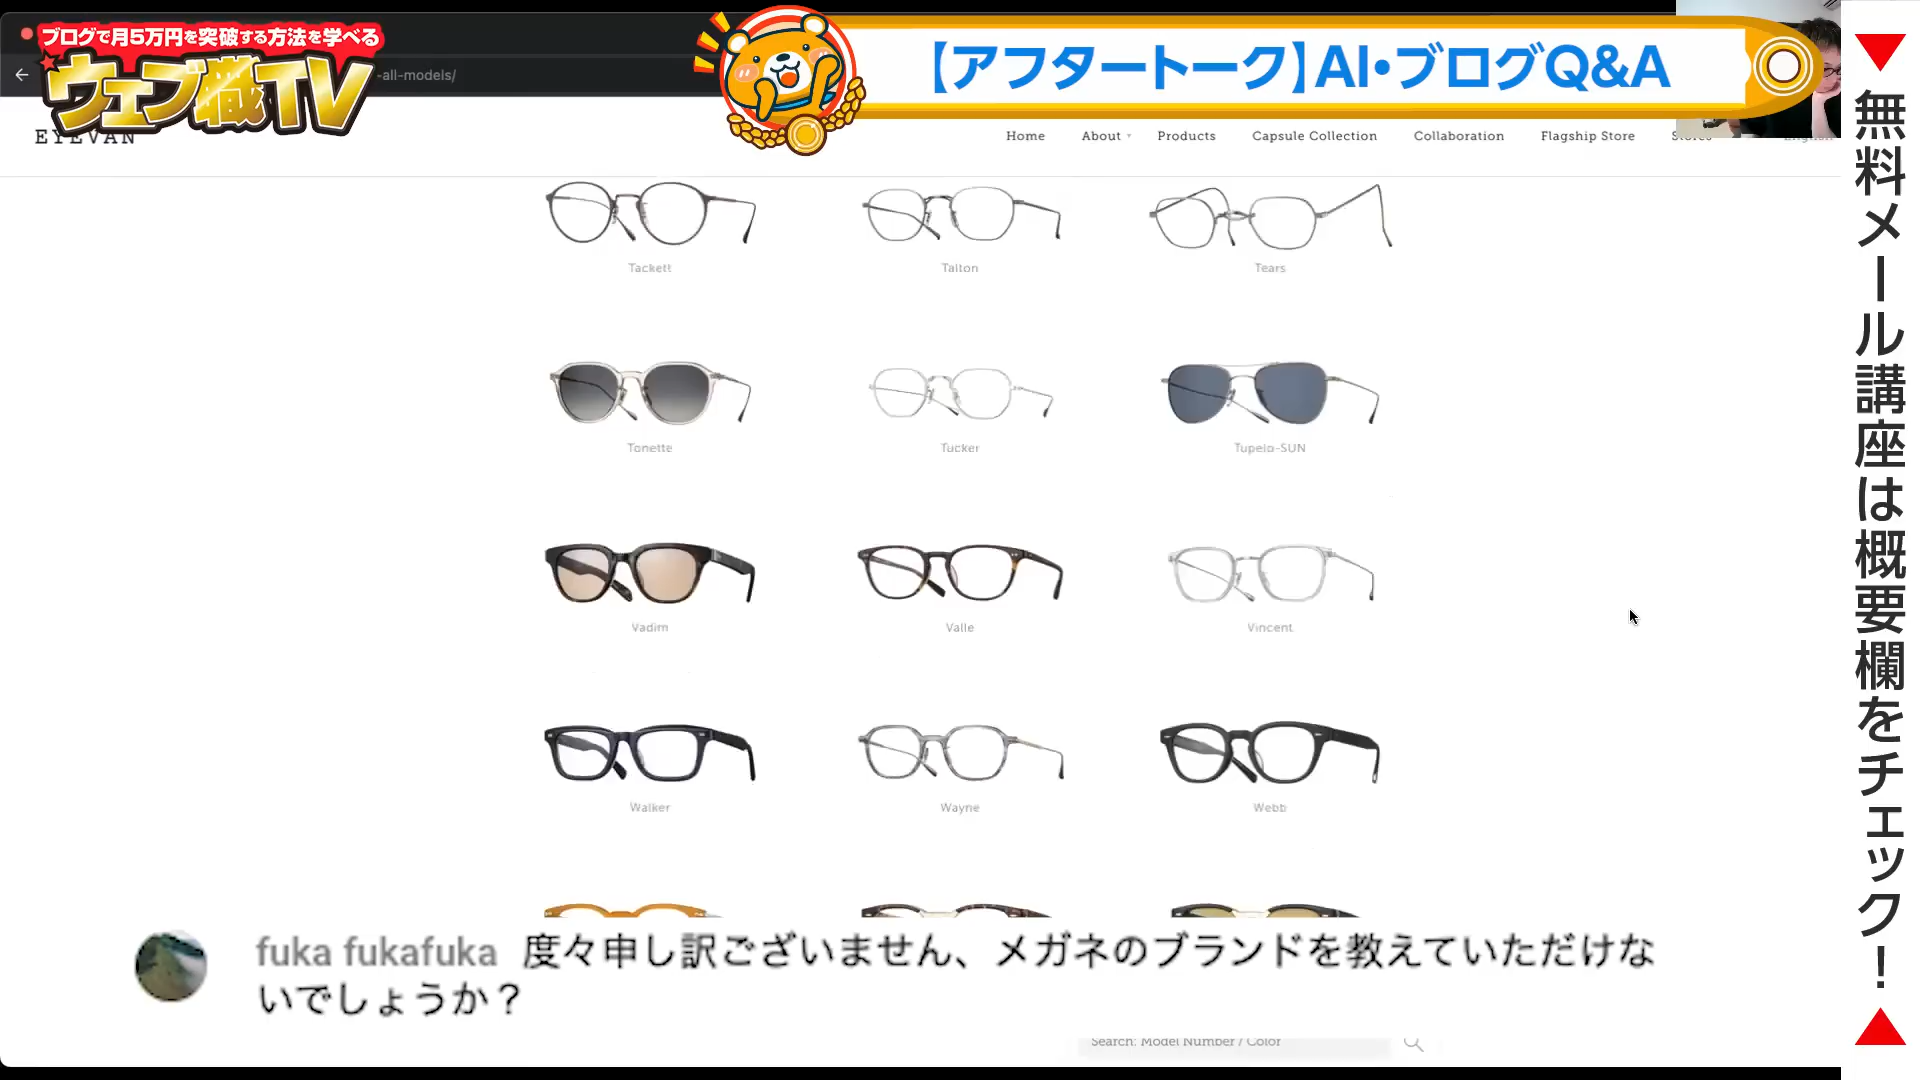 ブログで月5万円を突破する方法を学べる
ウェブ職TV
-all-models/
【アフタートーク】AI・ブログQ&A
EYEVAN
Home About Products Capsule Collection Collaboration Flagship Store Stores English
Tackett Talton Tears
Tonette Tucker Tupelo-SUN
Vadim Valle Vincent
Walker Wayne Webb
fuka fukafuka 度々申し訳ございません、メガネのブランドを教えていただけな
いでしょうか？
Search: Model Number / Color
▼無料メール講座は概要欄をチェック！▲